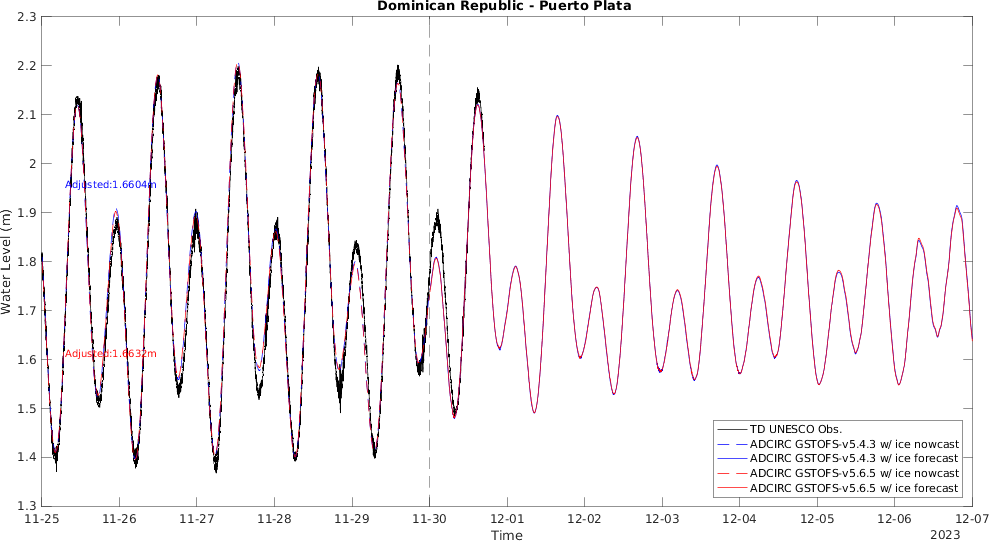 Dominican Republic - Puerto Plata
2.3
2.2
2.1
2
1.9
1.8
1.7
1.6
1.5
1.4
1.3
Water Level (m)
Adjusted:1.6604m
Adjusted:1.6632m
TD UNESCO Obs.
ADCIRC GSTOFS-v5.4.3 w/ ice nowcast
ADCIRC GSTOFS-v5.4.3 w/ ice forecast
ADCIRC GSTOFS-v5.6.5 w/ ice nowcast
ADCIRC GSTOFS-v5.6.5 w/ ice forecast
11-25 11-26 11-27 11-28 11-29 11-30 12-01 12-02 12-03 12-04 12-05 12-06 12-07
Time
2023